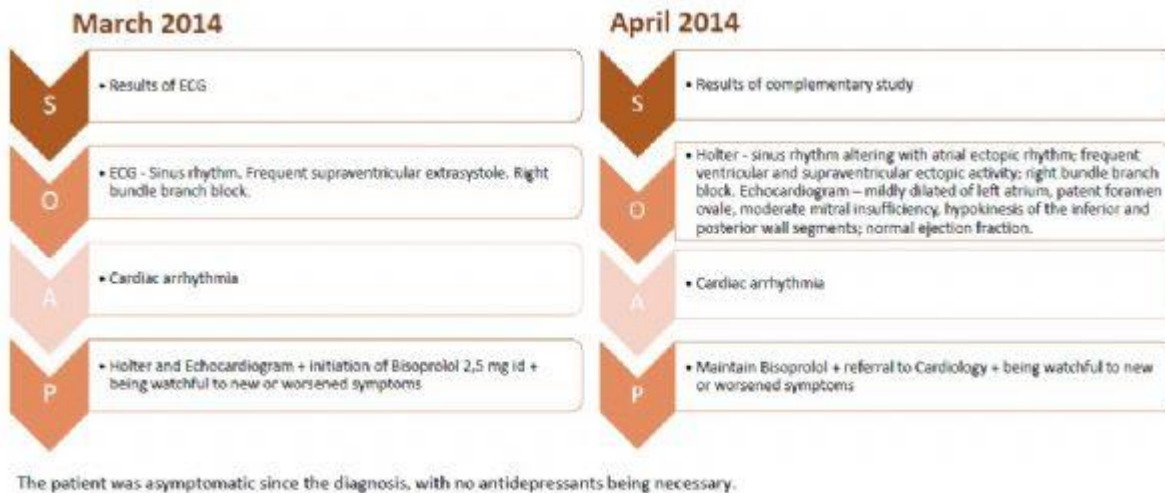 March 2014
S
• Results of ECG
O
• ECG - Sinus rhythm. Frequent supraventricular extrasystole. Right
bundle branch block.
A
• Cardiac arrhythmia
P
• Holter and Echocardiogram + initiation of Bisoprolol 2,5 mg id +
being watchful to new or worsened symptoms
April 2014
S
• Results of complementary study
O
• Holter - sinus rhythm altering with atrial ectopic rhythm; frequent
ventricular and supraventricular ectopic activity; right bundle branch
block. Echocardiogram – mildly dilated of left atrium, patent foramen
ovale, moderate mitral insufficiency, hypokinesis of the inferior and
posterior wall segments; normal ejection fraction.
A
• Cardiac arrhythmia
P
• Maintain Bisoprolol + referral to Cardiology + being watchful to new
or worsened symptoms
The patient was asymptomatic since the diagnosis, with no antidepressants being necessary.